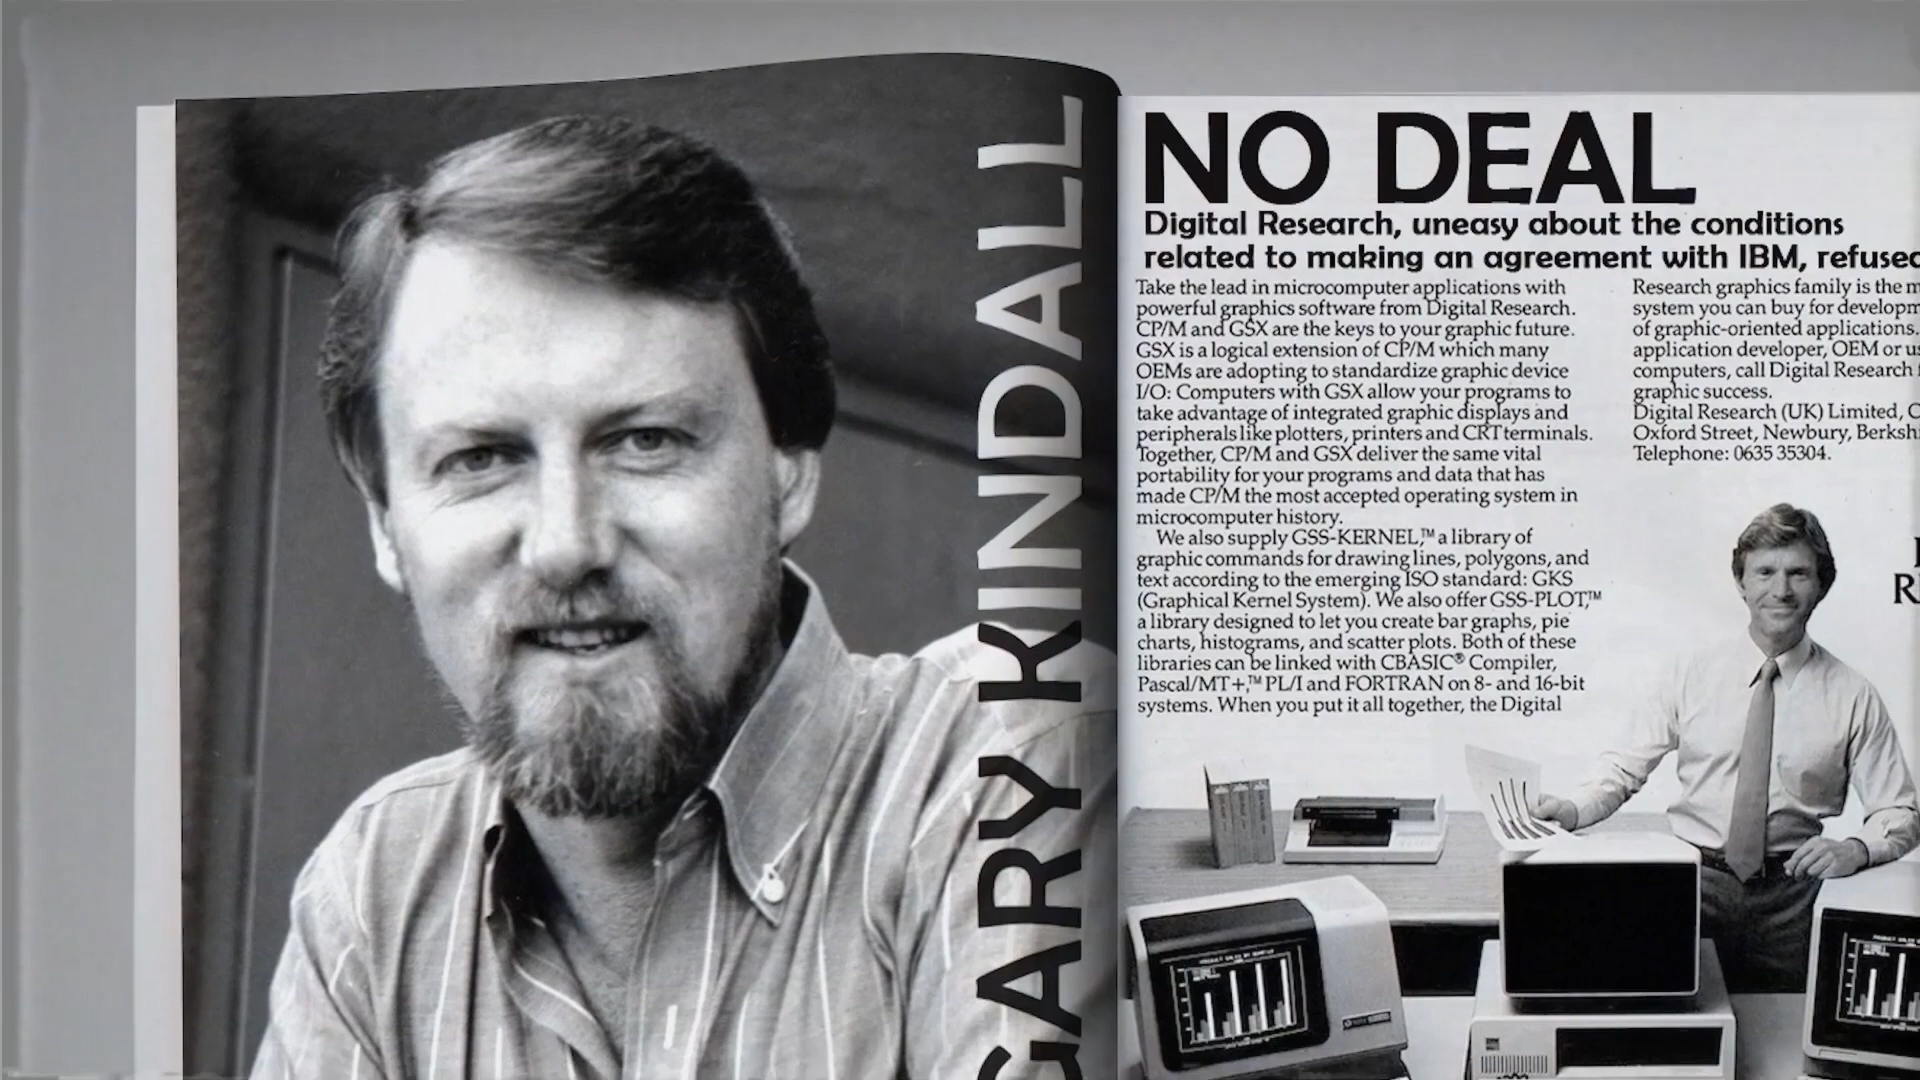 GARY KINDALL
NO DEAL
Digital Research, uneasy about the conditions
related to making an agreement with IBM, refused
Take the lead in microcomputer applications with
powerful graphics software from Digital Research.
CP/M and GSX are the keys to your graphic future.
GSX is a logical extension of CP/M which many
OEMs are adopting to standardize graphic device
I/O: Computers with GSX allow your programs to
take advantage of integrated graphic displays and
peripherals like plotters, printers and CRT terminals.
Together, CP/M and GSX deliver the same vital
portability for your programs and data that has
made CP/M the most accepted operating system in
microcomputer history.
We also supply GSS-KERNEL,™ a library of
graphic commands for drawing lines, polygons, and
text according to the emerging ISO standard: GKS
(Graphical Kernel System). We also offer GSS-PLOT,™
a library designed to let you create bar graphs, pie
charts, histograms, and scatter plots. Both of these
libraries can be linked with CBASIC® Compiler,
Pascal/MT+,™ PL/I and FORTRAN on 8- and 16-bit
systems. When you put it all together, the Digital
Research graphics family is the m
system you can buy for developm
of graphic-oriented applications.
application developer, OEM or us
computers, call Digital Research
graphic success.
Digital Research (UK) Limited, O
Oxford Street, Newbury, Berkshi
Telephone: 0635 35304.